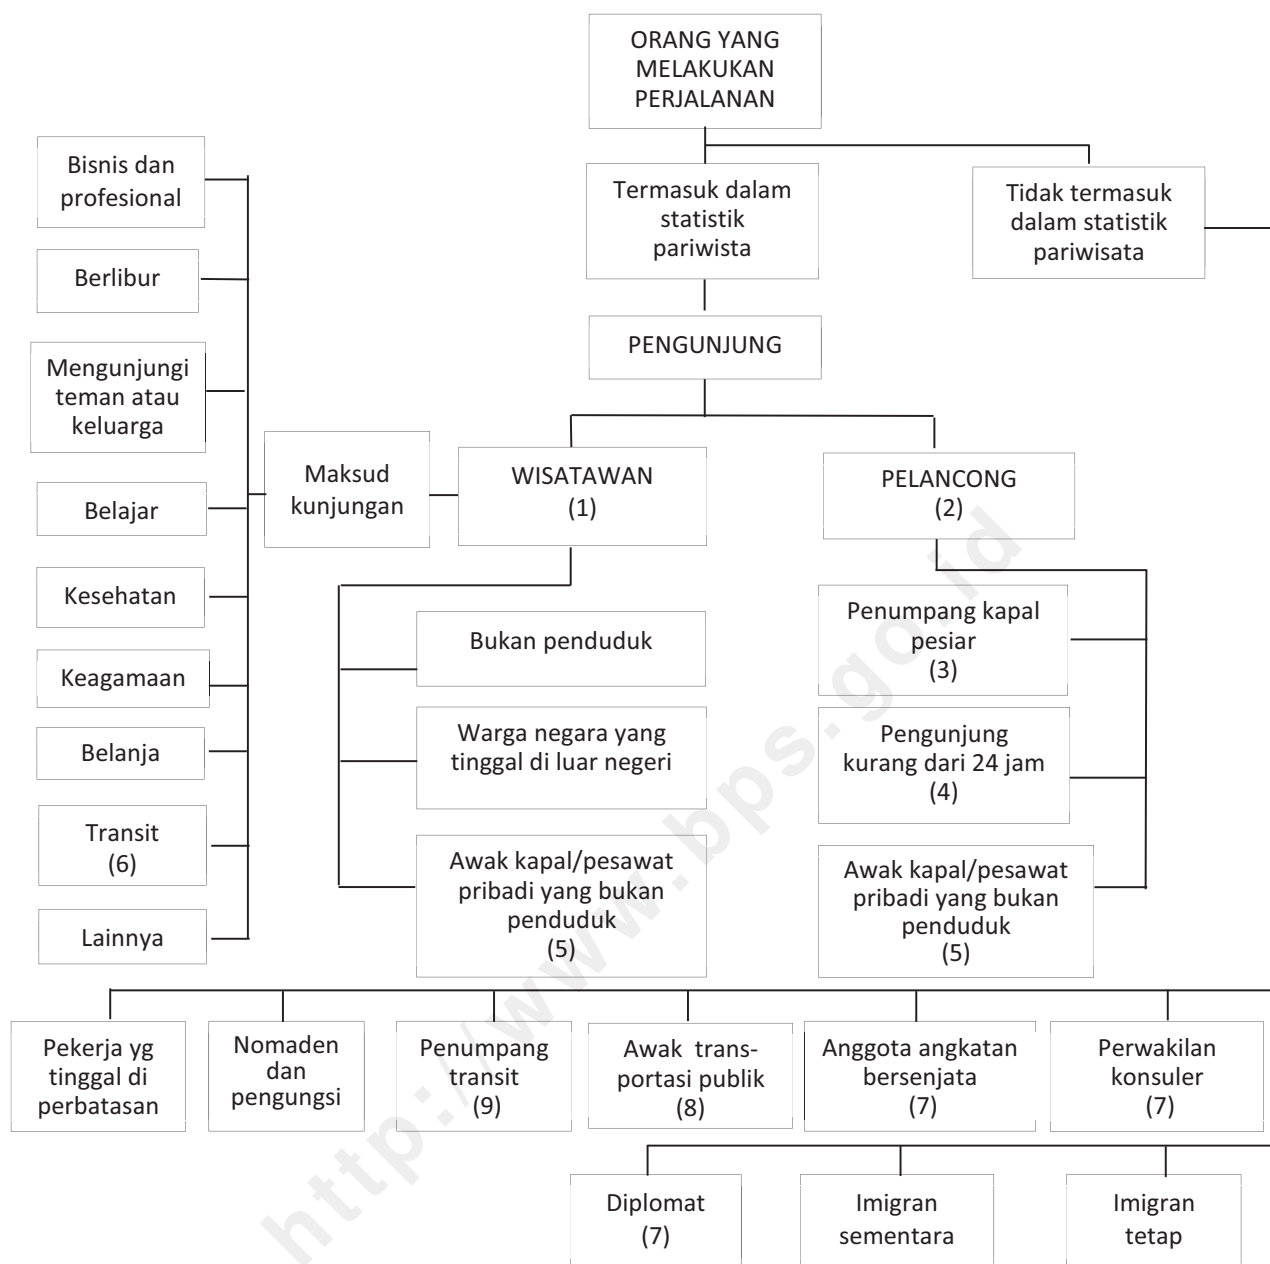 ORANG YANG
MELAKUKAN
PERJALANAN
Termasuk dalam
statistik
pariwista
Tidak termasuk
dalam statistik
pariwisata
PENGUNJUNG
WISATAWAN
(1)
PELANCONG
(2)
Maksud
kunjungan
Bisnis dan
profesional
Berlibur
Mengunjungi
teman atau
keluarga
Belajar
Kesehatan
Keagamaan
Belanja
Transit
(6)
Lainnya
Bukan penduduk
Warga negara yang
tinggal di luar negeri
Awak kapal/pesawat
pribadi yang bukan
penduduk
(5)
Penumpang kapal
pesiar
(3)
Pengunjung
kurang dari 24 jam
(4)
Awak kapal/pesawat
pribadi yang bukan
penduduk
(5)
Pekerja yg
tinggal di
perbatasan
Nomaden
dan
pengungsi
Penumpang
transit
(9)
Awak trans-
portasi publik
(8)
Anggota angkatan
bersenjata
(7)
Perwakilan
konsuler
(7)
Diplomat
(7)
Imigran
sementara
Imigran
tetap
http://www.bps.go.id